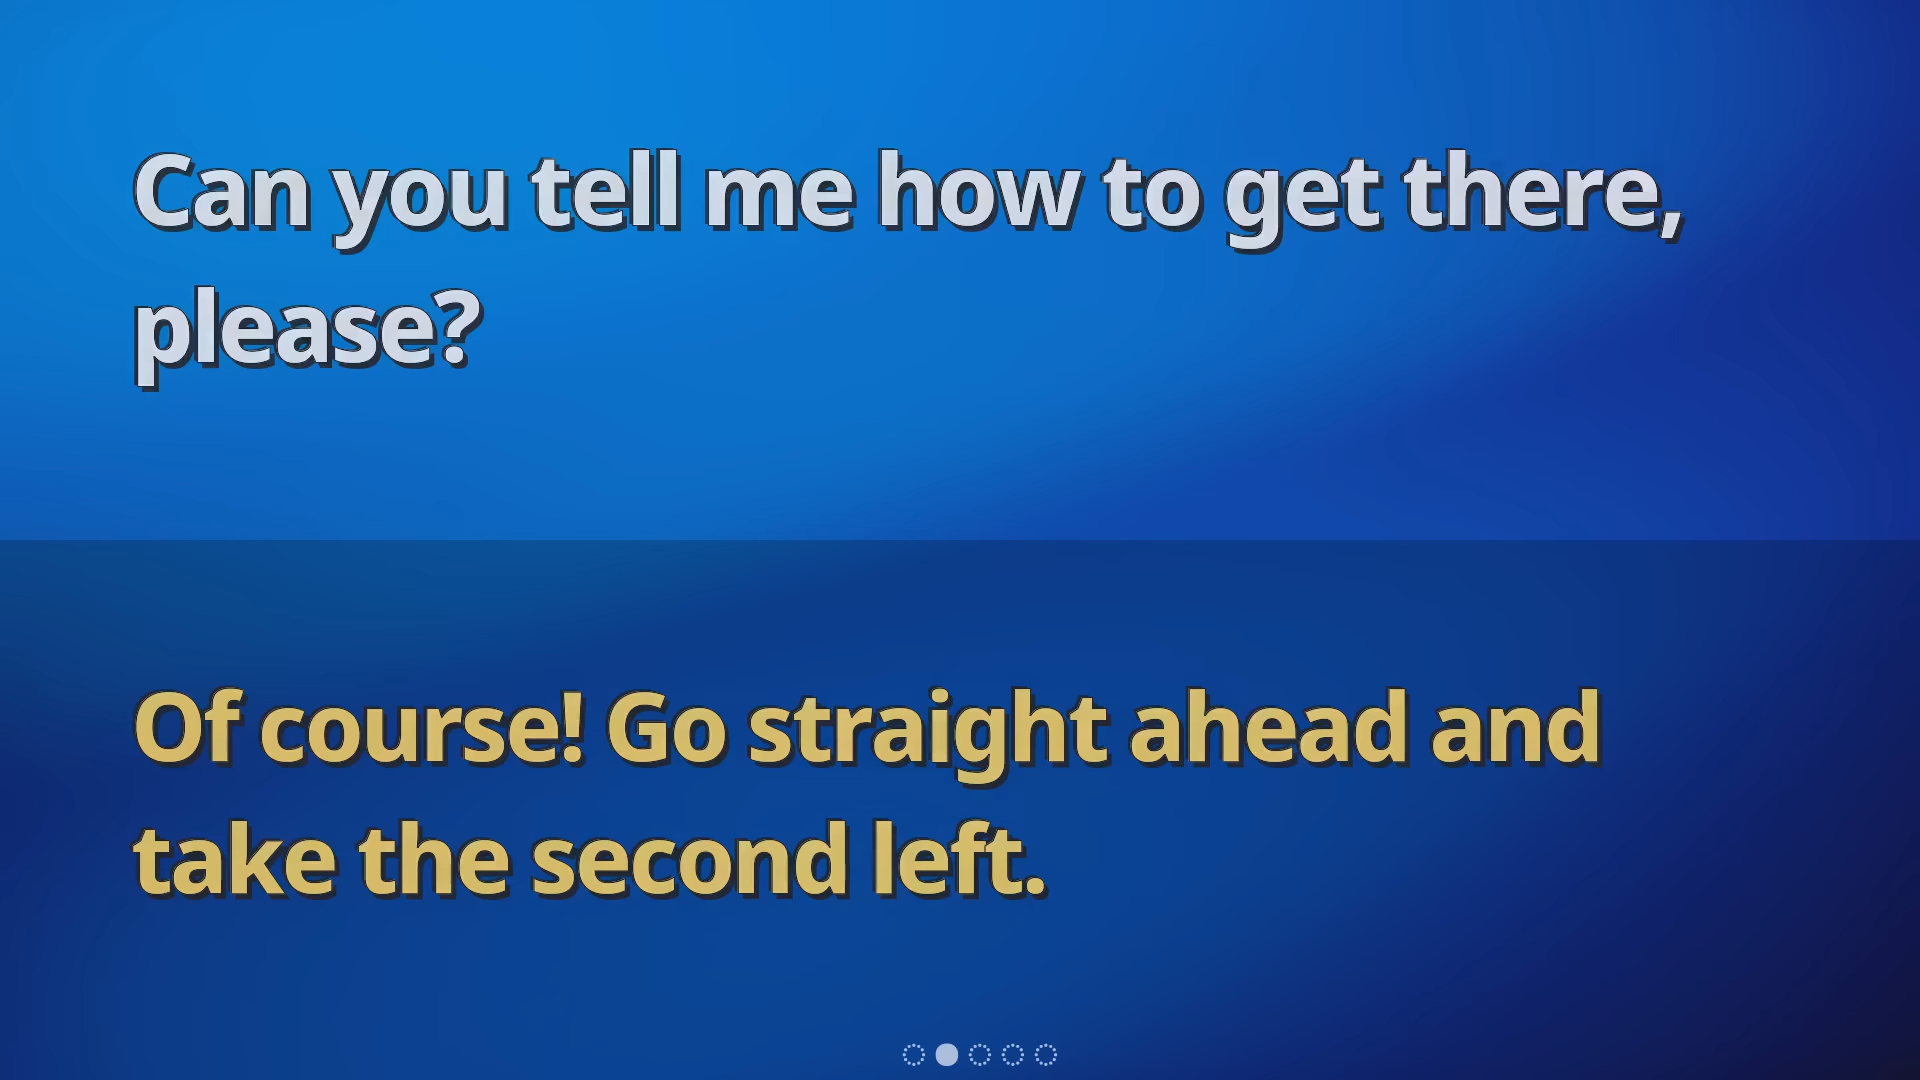 Can you tell me how to get there,
please?
Of course! Go straight ahead and
take the second left.